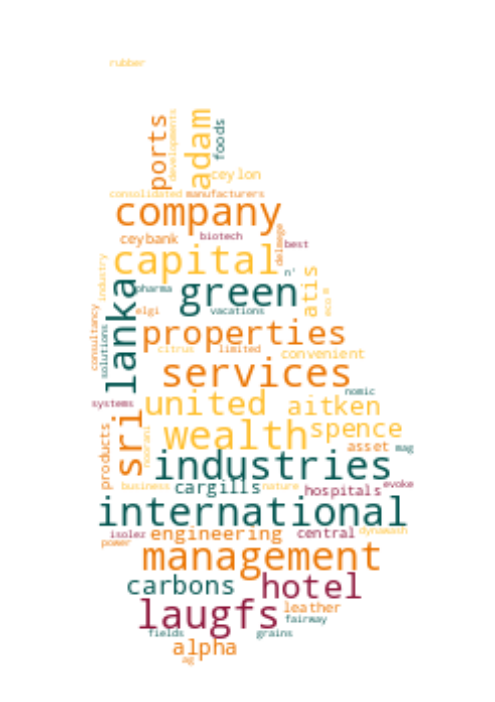 rubber
ports
developments
adam
foods
ceylon
consolidated manufacturers
company
ceybank
biotech
best
delmege
capital
n'
industry
lanka
pharma
green
atis
eco
elgi
vacations
consultancy
solutions
properties
citrus
limited
convenient
services
nomic
systems
united
aitken
sri
wealth
spence
products
noorani
asset
mag
industries
business
cargills
nature
hospitals
evoke
international
isolez
engineering
central
dynawash
power
management
carbons
hotel
laugfs
leather
fairway
fields
grains
alpha
ag